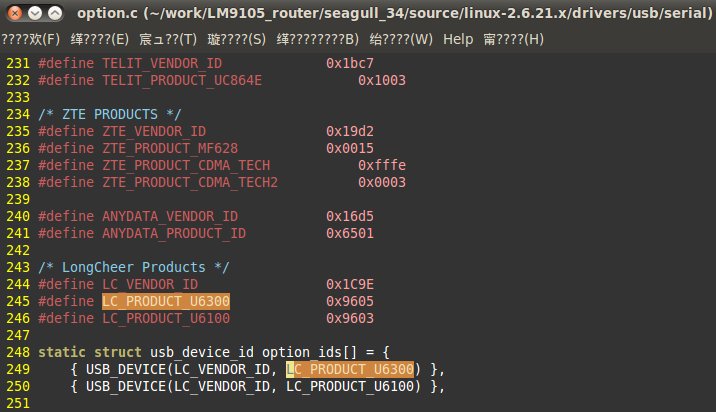 option.c (~/work/LM9105_router/seagull_34/source/linux-2.6.21.x/drivers/usb/serial)
????欢(F) 缂????(E) 宸ュ??(T) 璇????(S) 缂????????(B) 绐????(W) Help 甯????(H)
231 #define TELIT_VENDOR_ID 0x1bc7
232 #define TELIT_PRODUCT_UC864E 0x1003
233
234 /* ZTE PRODUCTS */
235 #define ZTE_VENDOR_ID 0x19d2
236 #define ZTE_PRODUCT_MF628 0x0015
237 #define ZTE_PRODUCT_CDMA_TECH 0xfffe
238 #define ZTE_PRODUCT_CDMA_TECH2 0x0003
239
240 #define ANYDATA_VENDOR_ID 0x16d5
241 #define ANYDATA_PRODUCT_ID 0x6501
242
243 /* LongCheer Products */
244 #define LC_VENDOR_ID 0x1C9E
245 #define LC_PRODUCT_U6300 0x9605
246 #define LC_PRODUCT_U6100 0x9603
247
248 static struct usb_device_id option_ids[] = {
249 { USB_DEVICE(LC_VENDOR_ID, LC_PRODUCT_U6300) },
250 { USB_DEVICE(LC_VENDOR_ID, LC_PRODUCT_U6100) },
251